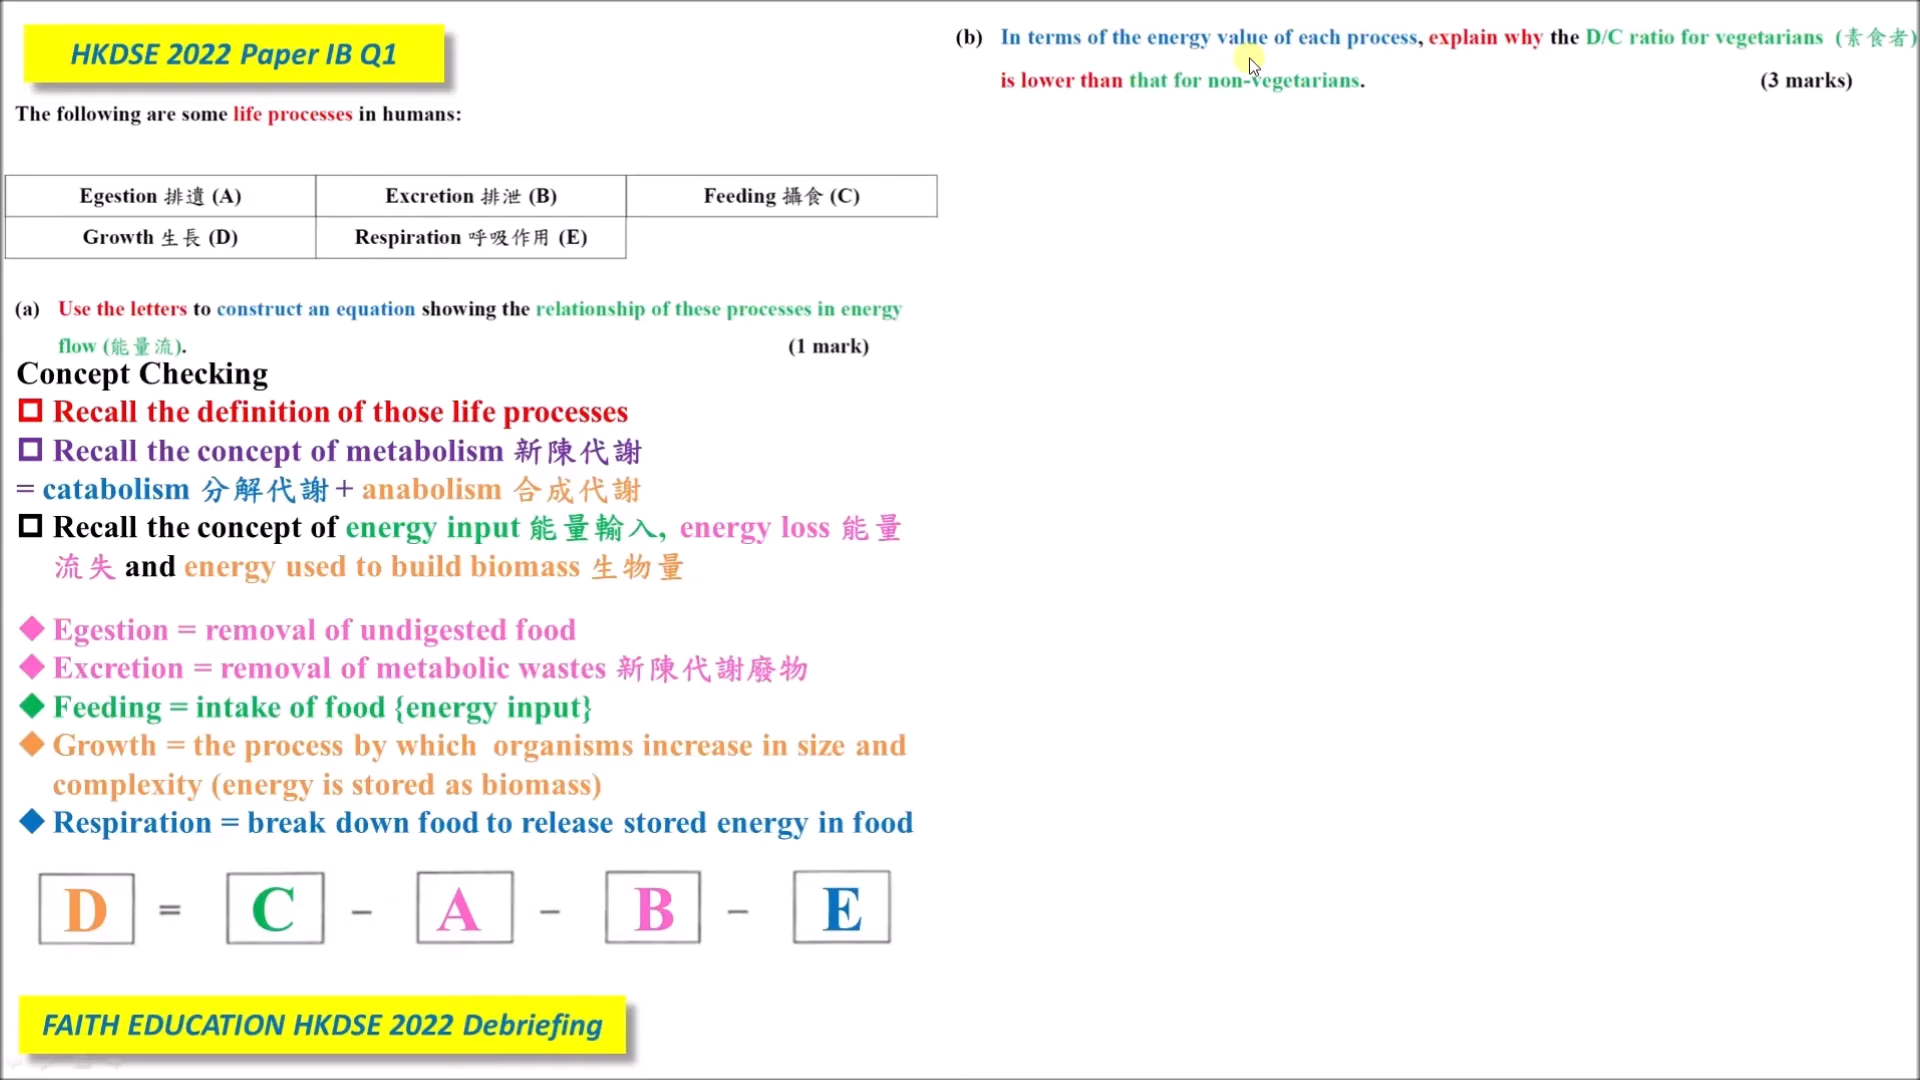 HKDSE 2022 Paper IB Q1
The following are some life processes in humans:
Egestion 排遺 (A) Excretion 排泄 (B) Feeding 攝食 (C)
Growth 生長 (D) Respiration 呼吸作用 (E)
(a) Use the letters to construct an equation showing the relationship of these processes in energy
flow (能量流). (1 mark)
Concept Checking
Recall the definition of those life processes
Recall the concept of metabolism 新陳代謝
= catabolism 分解代謝 + anabolism 合成代謝
Recall the concept of energy input 能量輸入, energy loss 能量
流失 and energy used to build biomass 生物量
Egestion = removal of undigested food
Excretion = removal of metabolic wastes 新陳代謝廢物
Feeding = intake of food {energy input}
Growth = the process by which organisms increase in size and
complexity (energy is stored as biomass)
Respiration = break down food to release stored energy in food
D = C – A – B – E
FAITH EDUCATION HKDSE 2022 Debriefing
(b) In terms of the energy value of each process, explain why the D/C ratio for vegetarians (素食者)
is lower than that for non-vegetarians. (3 marks)